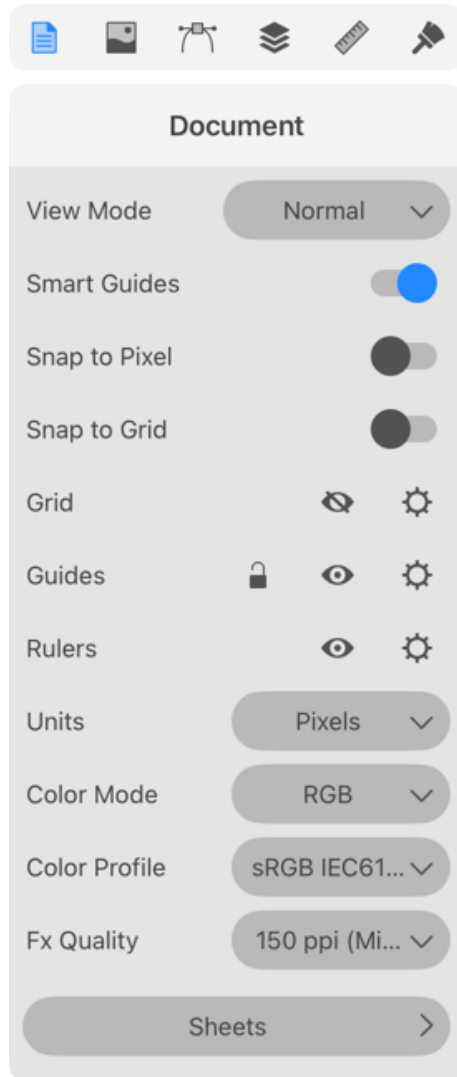 Document
View Mode Normal
Smart Guides
Snap to Pixel
Snap to Grid
Grid
Guides
Rulers
Units Pixels
Color Mode RGB
Color Profile sRGB IEC61...
Fx Quality 150 ppi (Mi...
Sheets